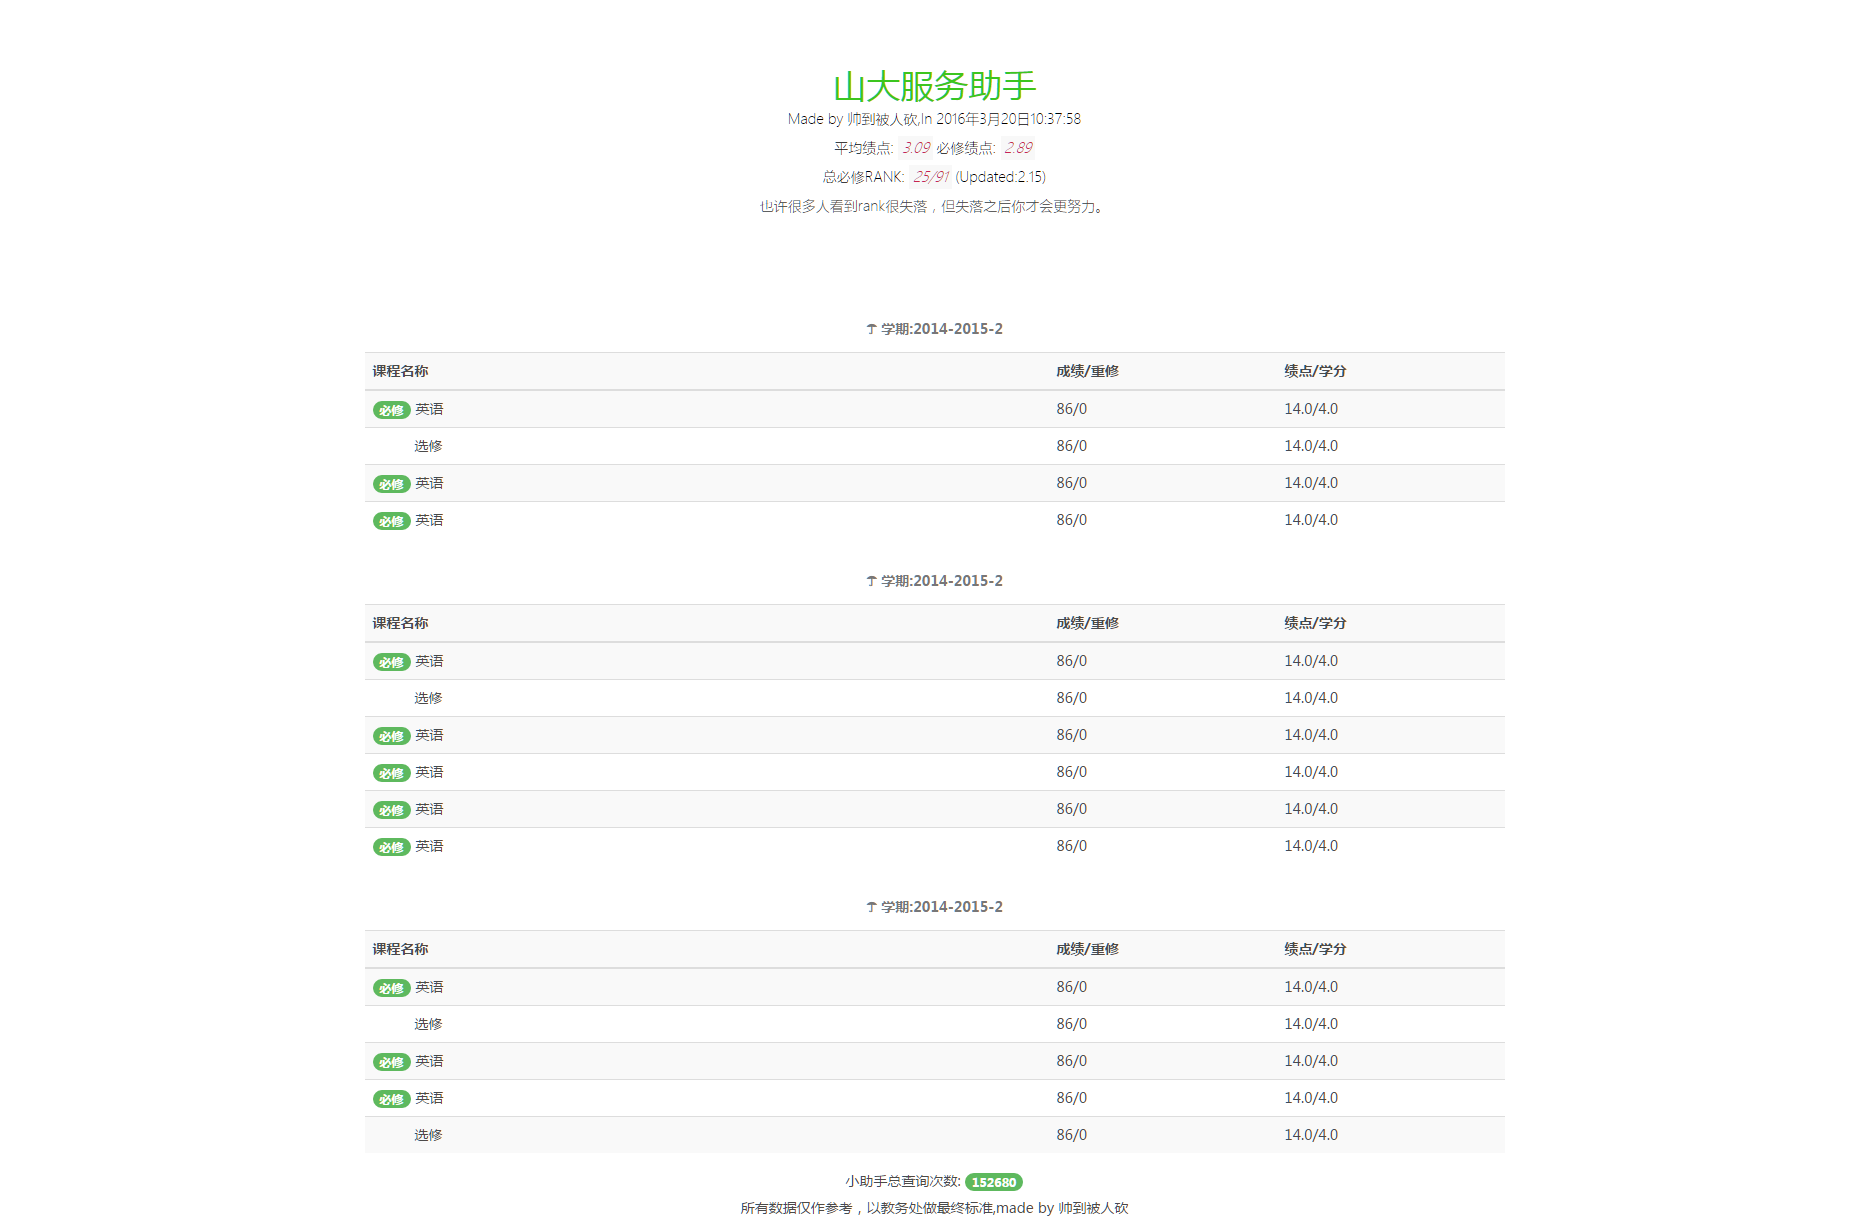 山大服务助手
Made by 帅到被人砍,In 2016年3月20日10:37:58
平均绩点: 3.09 必修绩点: 2.89
总必修RANK: 25/91 (Updated:2.15)
也许很多人看到rank很失落，但失落之后你才会更努力。
学期:2014-2015-2
课程名称 成绩/重修 绩点/学分
必修 英语 86/0 14.0/4.0
选修 86/0 14.0/4.0
必修 英语 86/0 14.0/4.0
必修 英语 86/0 14.0/4.0
学期:2014-2015-2
课程名称 成绩/重修 绩点/学分
必修 英语 86/0 14.0/4.0
选修 86/0 14.0/4.0
必修 英语 86/0 14.0/4.0
必修 英语 86/0 14.0/4.0
必修 英语 86/0 14.0/4.0
必修 英语 86/0 14.0/4.0
学期:2014-2015-2
课程名称 成绩/重修 绩点/学分
必修 英语 86/0 14.0/4.0
选修 86/0 14.0/4.0
必修 英语 86/0 14.0/4.0
必修 英语 86/0 14.0/4.0
选修 86/0 14.0/4.0
小助手总查询次数: 152680
所有数据仅作参考，以教务处做最终标准,made by 帅到被人砍